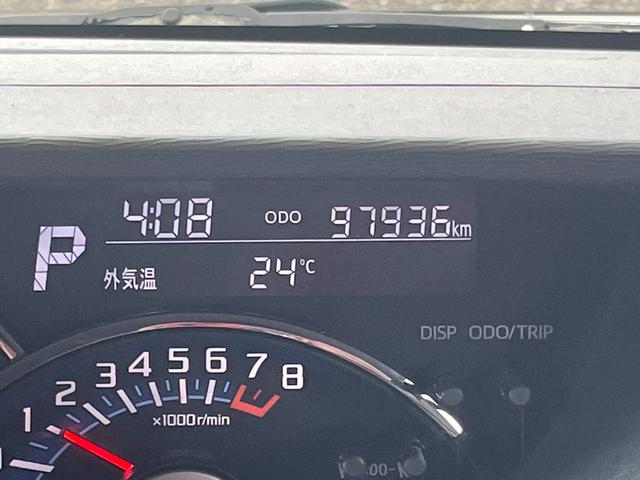 4:08 ODO 97936km
P
外気温 24℃
DISP ODO/TRIP
0 1 2 3 4 5 6 7 8
×1000r/min